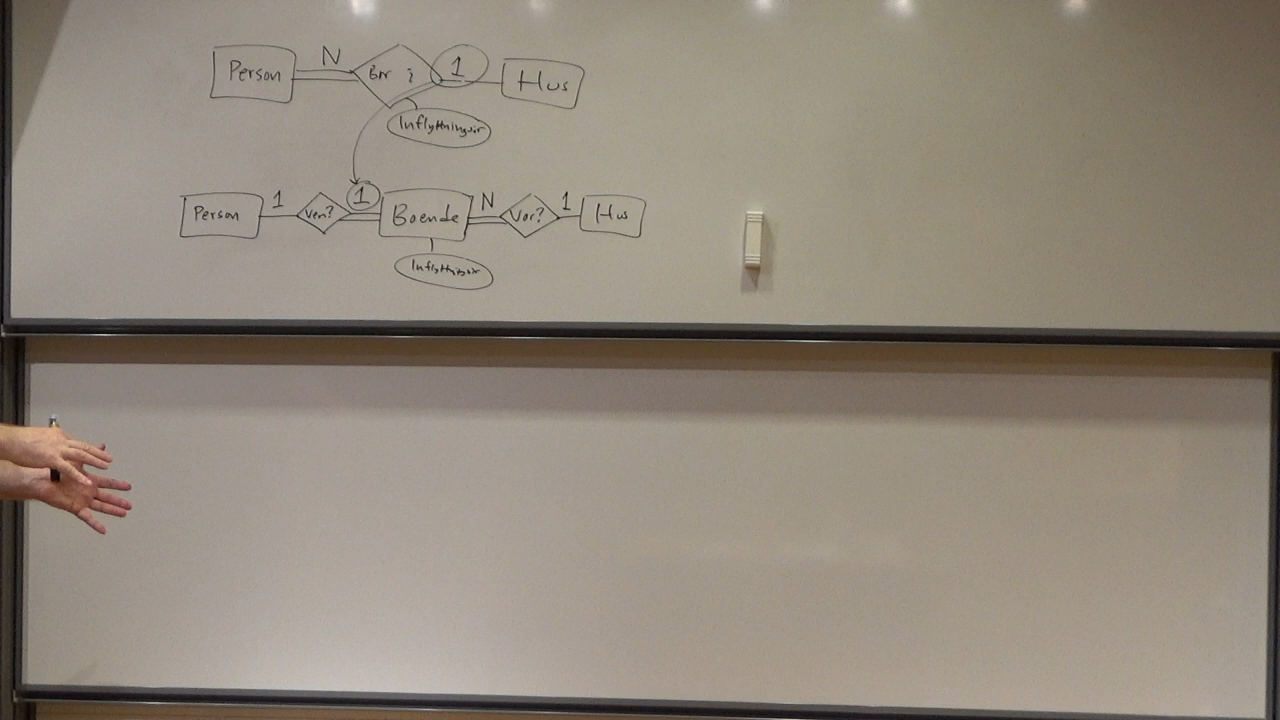 Person N Bor i 1 Hus
Inflyttningsår
Person 1 Vem? 1 Boende N Var? 1 Hus
Inflyttningsår